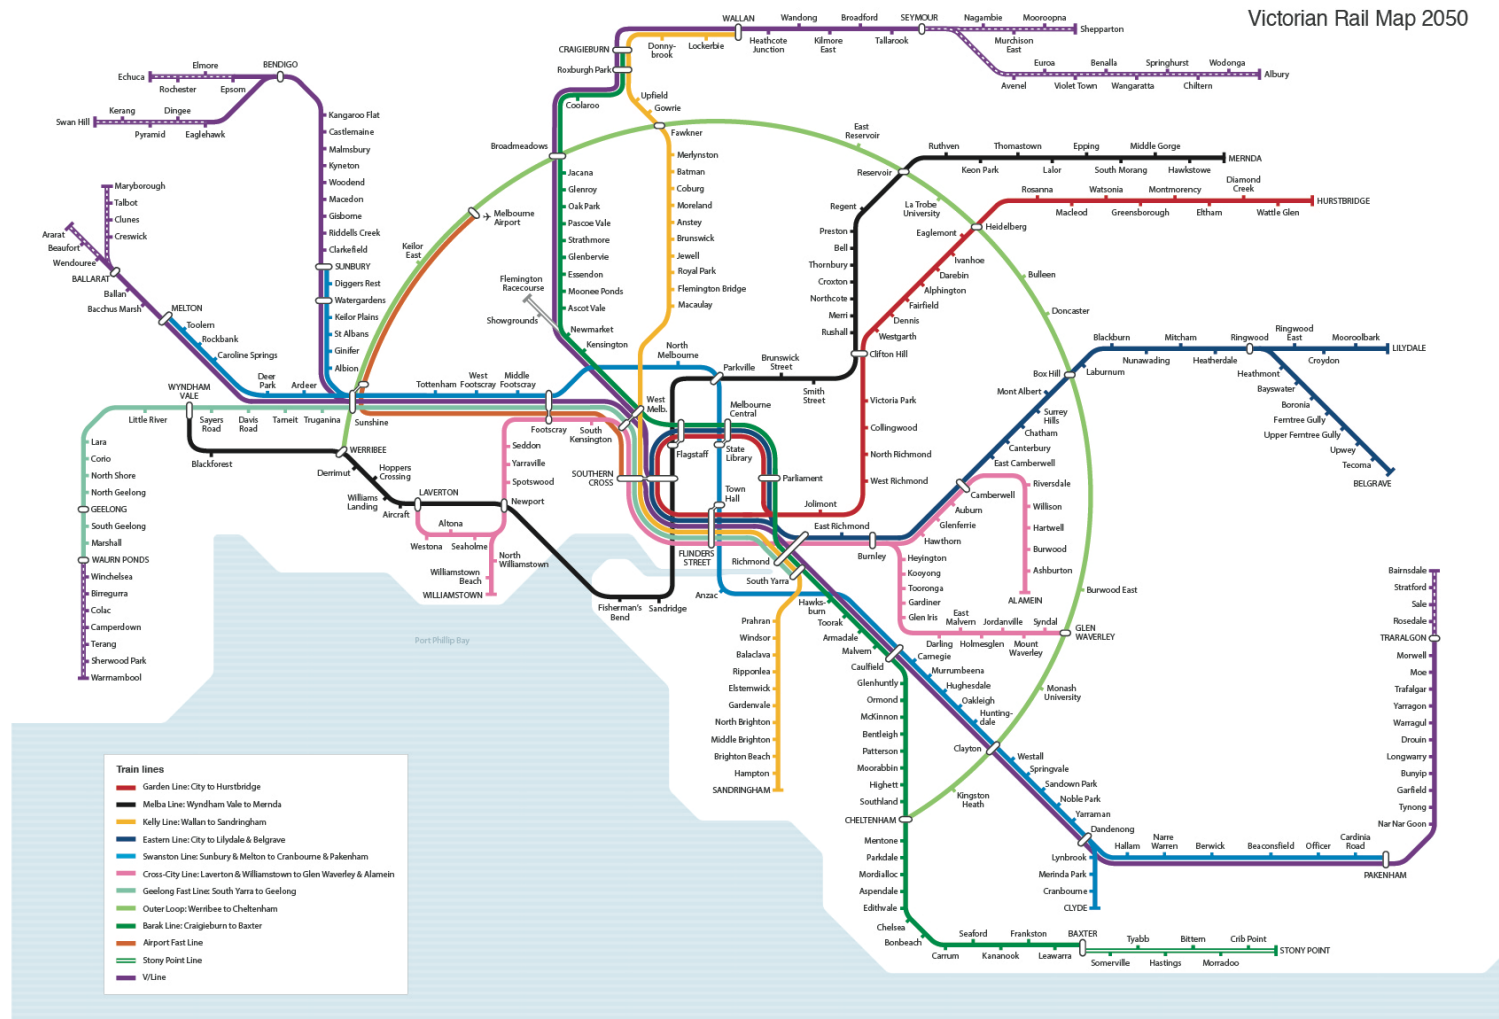 Victorian Rail Map 2050
WALLAN
Wandong
Broadford
SEYMOUR
Nagambie
Mooroopna
Shepparton
Donny-
brook
Lockerbie
Heathcote
Junction
Kilmore
East
Tallarook
Murchison
East
CRAIGIEBURN
Roxburgh Park
Coolaroo
Upfield
Gowrie
Fawkner
Euroa
Benalla
Springhurst
Wodonga
Albury
Avenel
Violet Town
Wangaratta
Chiltern
Echuca
Elmore
BENDIGO
Rochester
Epsom
Swan Hill
Kerang
Dingee
Pyramid
Eaglehawk
Kangaroo Flat
Castlemaine
Malmsbury
Kyneton
Woodend
Macedon
Gisborne
Riddells Creek
Clarkefield
SUNBURY
Diggers Rest
Watergardens
Keilor Plains
St Albans
Ginifer
Albion
Maryborough
Talbot
Clunes
Creswick
Ararat
Beaufort
Wendouree
BALLARAT
Ballan
Bacchus Marsh
MELTON
Toolern
Rockbank
Caroline Springs
Deer
Park
Ardeer
Broadmeadows
Jacana
Glenroy
Oak Park
Pascoe Vale
Strathmore
Glenbervie
Essendon
Moonee Ponds
Ascot Vale
Newmarket
Kensington
Flemington
Racecourse
Showgrounds
Melbourne
Airport
Keilor
East
Merlynston
Batman
Coburg
Moreland
Anstey
Brunswick
Jewell
Royal Park
Flemington Bridge
Macaulay
East
Reservoir
Reservoir
Ruthven
Thomastown
Epping
Middle Gorge
MERNDA
Keon Park
Lalor
South Morang
Hawkstowe
La Trobe
University
Regent
Preston
Bell
Thornbury
Croxton
Northcote
Merri
Rushall
Rosanna
Watsonia
Montmorency
Diamond
Creek
HURSTBRIDGE
Macleod
Greensborough
Eltham
Wattle Glen
Heidelberg
Eaglemont
Ivanhoe
Darebin
Alphington
Fairfield
Dennis
Westgarth
Clifton Hill
Victoria Park
Collingwood
North Richmond
West Richmond
Jolimont
Bulleen
Doncaster
Box Hill
Blackburn
Mitcham
Ringwood
Ringwood
East
Mooroolbark
LILYDALE
Laburnum
Nunawading
Heatherdale
Croydon
Heathmont
Bayswater
Boronia
Ferntree Gully
Upper Ferntree Gully
Upwey
Tecoma
BELGRAVE
Mont Albert
Surrey
Hills
Chatham
Canterbury
East Camberwell
Camberwell
Auburn
Glenferrie
Hawthorn
Riversdale
Willison
Hartwell
Burwood
Ashburton
ALAMEIN
North
Melbourne
Parkville
Brunswick
Street
Smith
Street
West
Melb.
Melbourne
Central
Flagstaff
State
Library
SOUTHERN
CROSS
Town
Hall
Parliament
FLINDERS
STREET
Richmond
East Richmond
Burnley
South Yarra
Anzac
Hawks-
burn
Toorak
Armadale
Malvern
Caulfield
WYNDHAM
VALE
Little River
Sayers
Road
Davis
Road
Tarneit
Truganina
Sunshine
Tottenham
West
Footscray
Middle
Footscray
Footscray
South
Kensington
Seddon
Yarraville
Spotswood
Newport
Lara
Corio
North Shore
North Geelong
GEELONG
South Geelong
Marshall
WAURN PONDS
Winchelsea
Birregurra
Colac
Camperdown
Terang
Sherwood Park
Warrnambool
Blackforest
WERRIBEE
Derrimut
Hoppers
Crossing
Williams
Landing
Aircraft
LAVERTON
Altona
Westona
Seaholme
North
Williamstown
Williamstown
Beach
WILLIAMSTOWN
Fisherman's
Bend
Sandridge
Port Phillip Bay
Prahran
Windsor
Balaclava
Ripponlea
Elsternwick
Gardenvale
North Brighton
Middle Brighton
Brighton Beach
Hampton
SANDRINGHAM
Heyington
Kooyong
Tooronga
Gardiner
Glen Iris
Darling
East
Malvern
Holmesglen
Jordanville
Mount
Waverley
Syndal
GLEN
WAVERLEY
Burwood East
Monash
University
Carnegie
Murrumbeena
Hughesdale
Oakleigh
Hunting-
dale
Clayton
Westall
Springvale
Sandown Park
Noble Park
Yarraman
Dandenong
Kingston
Heath
Glenhuntly
Ormond
McKinnon
Bentleigh
Patterson
Moorabbin
Highett
Southland
CHELTENHAM
Mentone
Parkdale
Mordialloc
Aspendale
Edithvale
Chelsea
Bonbeach
Carrum
Seaford
Kananook
Frankston
Leawarra
BAXTER
Tyabb
Bittern
Crib Point
STONY POINT
Somerville
Hastings
Morradoo
Lynbrook
Merinda Park
Cranbourne
CLYDE
Hallam
Narre
Warren
Berwick
Beaconsfield
Officer
Cardinia
Road
PAKENHAM
Bairnsdale
Stratford
Sale
Rosedale
TRARALGON
Morwell
Moe
Trafalgar
Yarragon
Warragul
Drouin
Longwarry
Bunyip
Garfield
Tynong
Nar Nar Goon
Train lines
Garden Line: City to Hurstbridge
Melba Line: Wyndham Vale to Mernda
Kelly Line: Wallan to Sandringham
Eastern Line: City to Lilydale & Belgrave
Swanston Line: Sunbury & Melton to Cranbourne & Pakenham
Cross-City Line: Laverton & Williamstown to Glen Waverley & Alamein
Geelong Fast Line: South Yarra to Geelong
Outer Loop: Werribee to Cheltenham
Barak Line: Craigieburn to Baxter
Airport Fast Line
Stony Point Line
V/Line